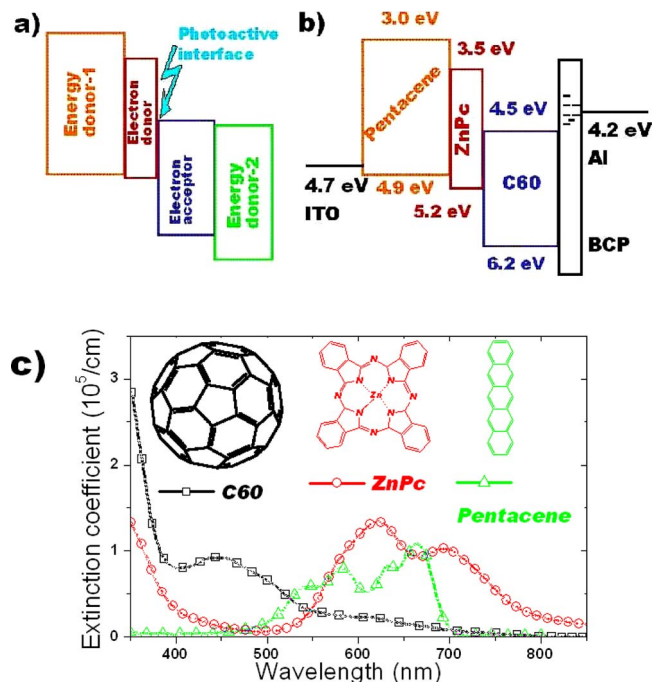 a)
Photoactive
interface
Energy
donor-1
Electron
donor
Electron
acceptor
Energy
donor-2
b)
3.0 eV
3.5 eV
4.5 eV
Pentacene
ZnPc
C60
4.2 eV
Al
4.7 eV
ITO
4.9 eV
5.2 eV
6.2 eV
BCP
c)
Extinction coefficient (10⁵/cm)
3
2
1
0
N
N
N
N
Zn
N
N
N
N
C60
ZnPc
Pentacene
400 500 600 700 800
Wavelength (nm)